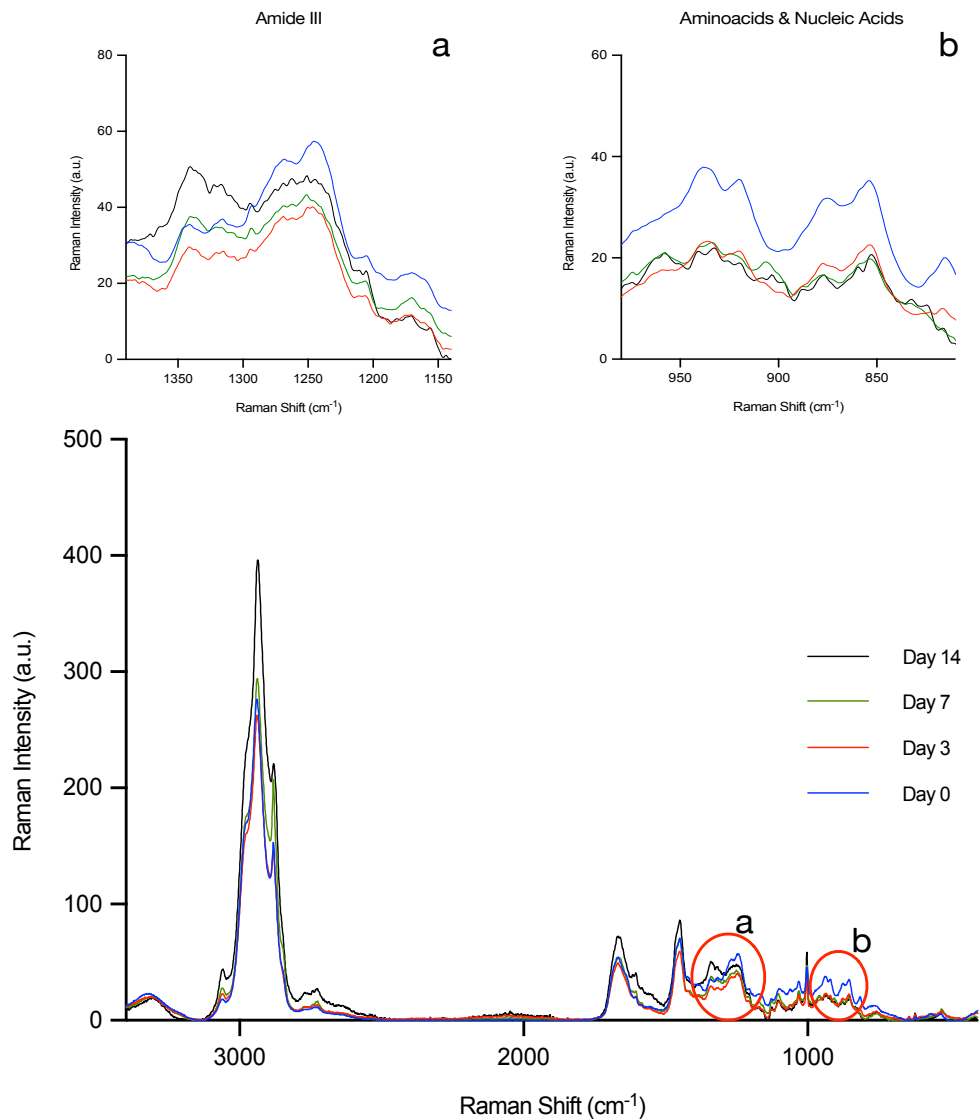 Amide III
a
80
60
40
20
0
Raman Intensity (a.u.)
1350 1300 1250 1200 1150
Raman Shift (cm-1)
Aminoacids & Nucleic Acids
b
60
40
20
0
Raman Intensity (a.u.)
950 900 850
Raman Shift (cm-1)
500
400
300
200
100
0
Raman Intensity (a.u.)
Day 14
Day 7
Day 3
Day 0
a
b
3000 2000 1000
Raman Shift (cm-1)